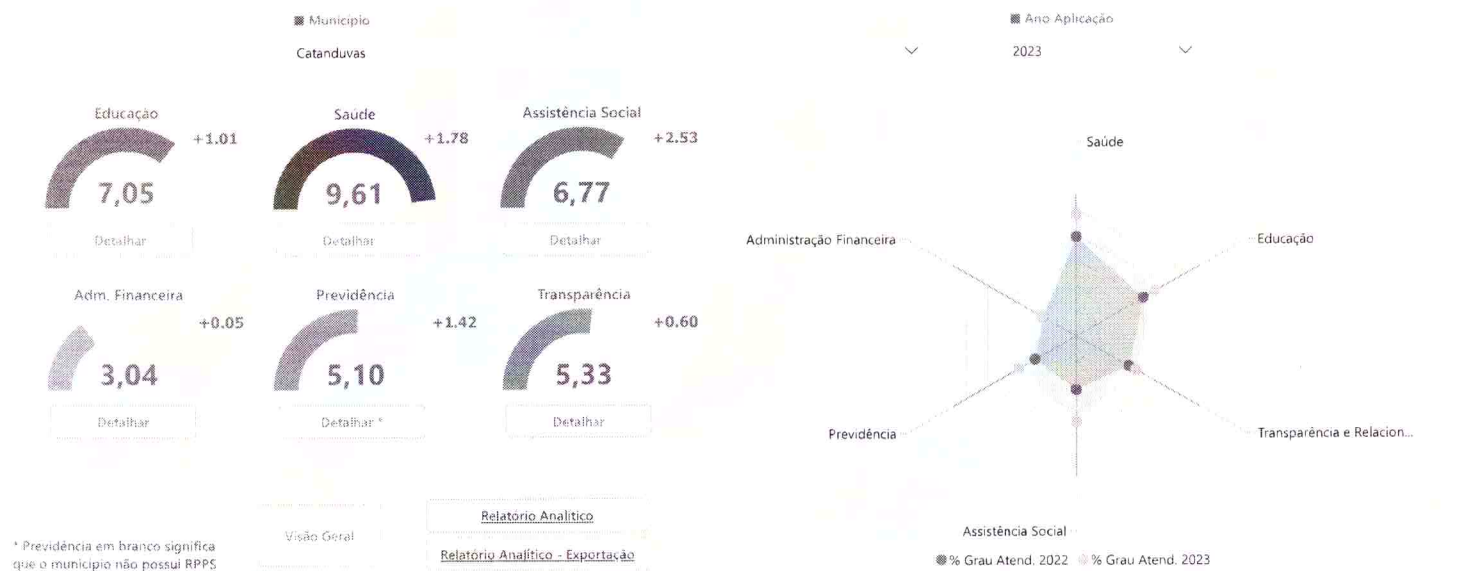 Município
Catanduvas
Ano Aplicação
2023
Educação
+1.01
7,05
Detalhar
Saúde
+1.78
9,61
Detalhar
Assistência Social
+2.53
6,77
Detalhar
Adm. Financeira
+0.05
3,04
Detalhar
Previdência
+1.42
5,10
Detalhar *
Transparência
+0.60
5,33
Detalhar
* Previdência em branco significa
que o município não possui RPPS
Visão Geral
Relatório Analítico
Relatório Analítico - Exportação
Saúde
Administração Financeira
Educação
Previdência
Transparência e Relacion...
Assistência Social
% Grau Atend. 2022 % Grau Atend. 2023